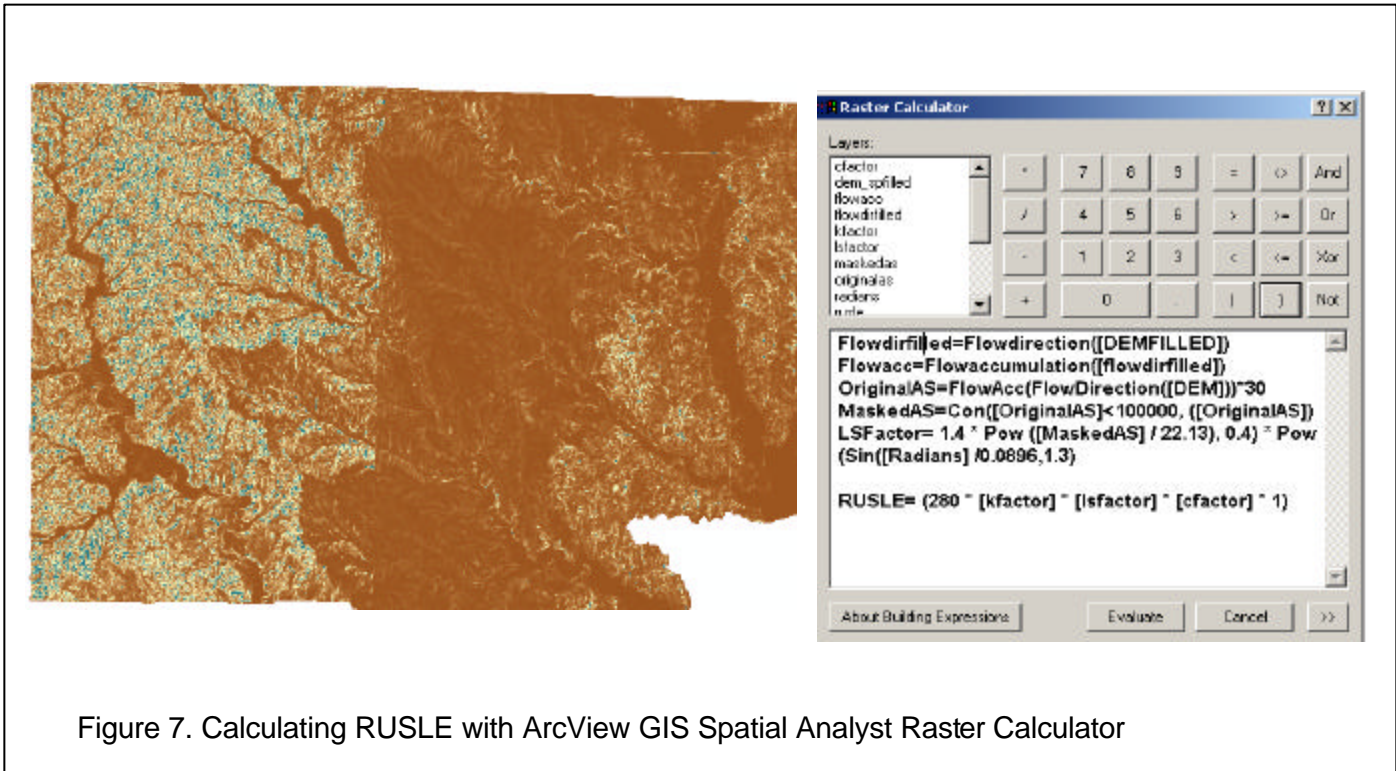 Raster Calculator
Layers:
cfactor
dem_spfilled
flowacc
flowdirfilled
kfactor
lsfactor
maskedas
originalas
radians
* 7 8 9 = <> And
/ 4 5 6 > >= Or
- 1 2 3 < <= Xor
+ 0 . ( ) Not
Flowdirfilled=Flowdirection([DEMFILLED])
Flowacc=Flowaccumulation([flowdirfilled])
OriginalAS=FlowAcc(FlowDirection([DEM]))*30
MaskedAS=Con([OriginalAS]<100000, ([OriginalAS])
LSFactor= 1.4 * Pow ([MaskedAS] / 22.13), 0.4) * Pow
(Sin([Radians] /0.0896,1.3)
RUSLE= (280 * [kfactor] * [lsfactor] * [cfactor] * 1)
About Building Expressions Evaluate Cancel >>
Figure 7. Calculating RUSLE with ArcView GIS Spatial Analyst Raster Calculator